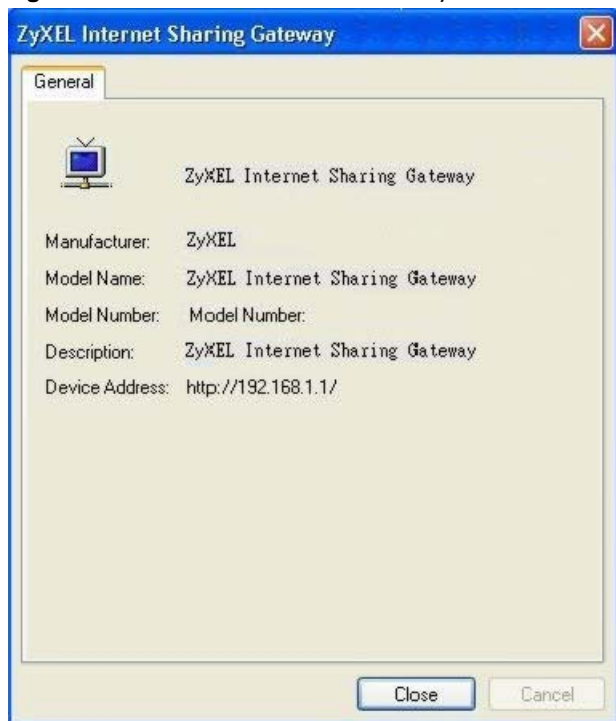 ZyXEL Internet Sharing Gateway
General
ZyXEL Internet Sharing Gateway
Manufacturer: ZyXEL
Model Name: ZyXEL Internet Sharing Gateway
Model Number: Model Number:
Description: ZyXEL Internet Sharing Gateway
Device Address: http://192.168.1.1/
Close Cancel